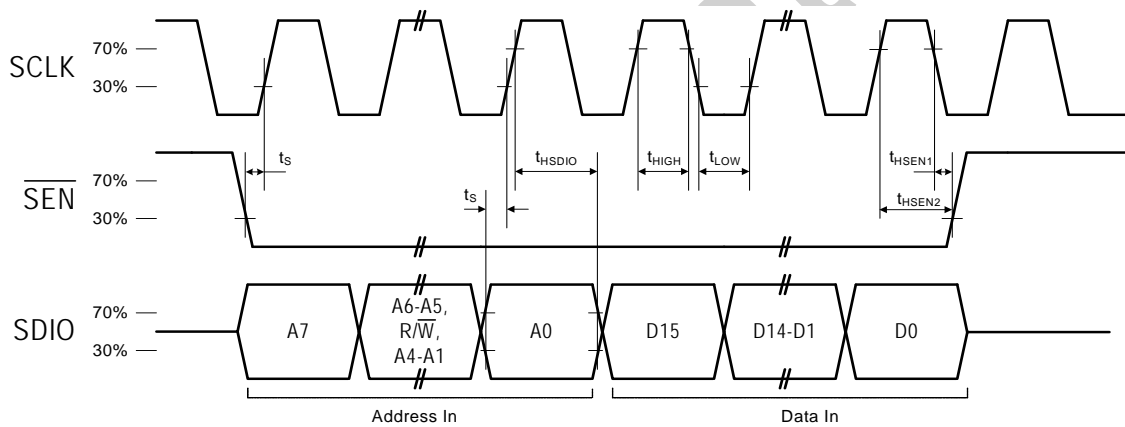 SCLK
70%
30%
tS
tHSDIO
tHIGH
tLOW
tHSEN1
tHSEN2
SEN
70%
30%
tS
SDIO
70%
30%
A7
A6-A5,
R/W,
A4-A1
A0
D15
D14-D1
D0
Address In
Data In